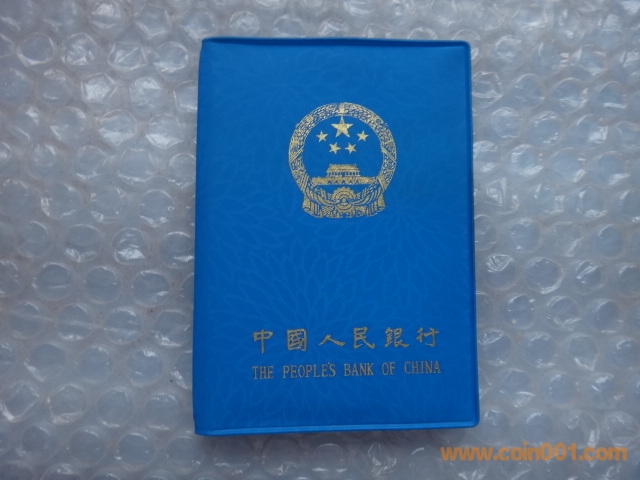 中國人民銀行
THE PEOPLE'S BANK OF CHINA
www.coin001.com